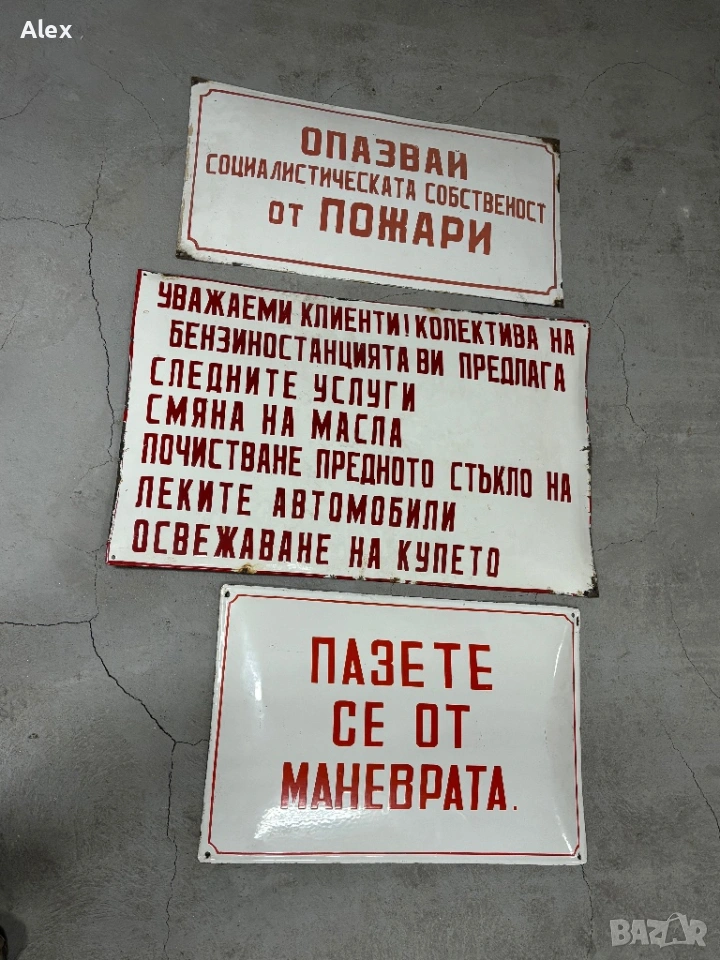 Alex
ОПАЗВАЙ
СОЦИАЛИСТИЧЕСКАТА СОБСТВЕНОСТ
ОТ ПОЖАРИ
УВАЖАЕМИ КЛИЕНТИ! КОЛЕКТИВА НА
БЕНЗИНОСТАНЦИЯТА ВИ ПРЕДЛАГА
СЛЕДНИТЕ УСЛУГИ
СМЯНА НА МАСЛА
ПОЧИСТВАНЕ ПРЕДНОТО СТЪКЛО НА
ЛЕКИТЕ АВТОМОБИЛИ
ОСВЕЖАВАНЕ НА КУПЕТО
ПАЗЕТЕ
СЕ ОТ
МАНЕВРАТА.
BAZAR